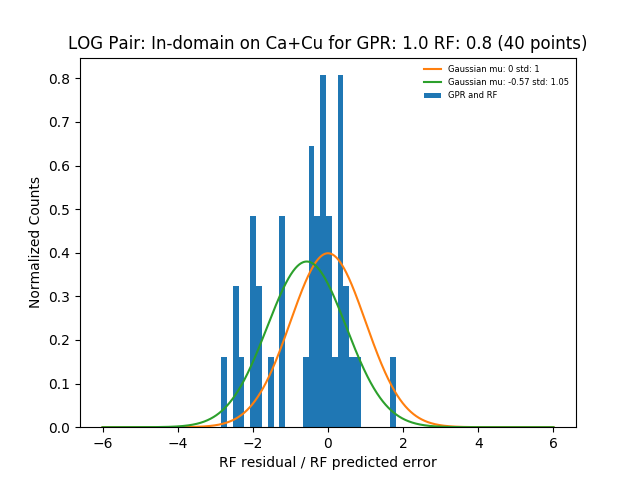 LOG Pair: In-domain on Ca+Cu for GPR: 1.0 RF: 0.8 (40 points)
Gaussian mu: 0 std: 1
Gaussian mu: -0.57 std: 1.05
GPR and RF
Normalized Counts
0.8
0.7
0.6
0.5
0.4
0.3
0.2
0.1
0.0
−6 −4 −2 0 2 4 6
RF residual / RF predicted error